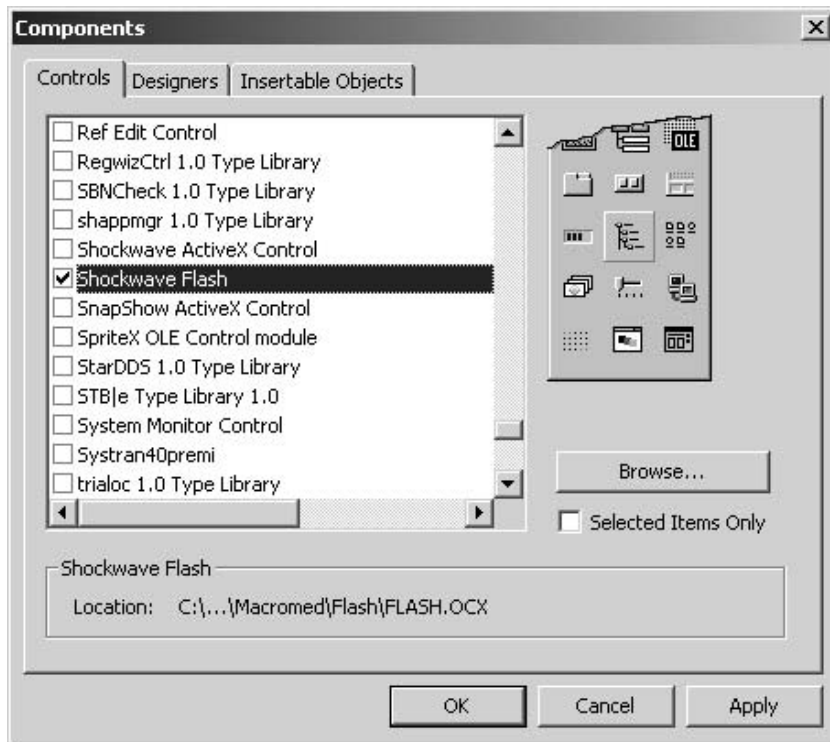 Components
Controls
Designers
Insertable Objects
Ref Edit Control
RegwizCtrl 1.0 Type Library
SBNCheck 1.0 Type Library
shappmgr 1.0 Type Library
Shockwave ActiveX Control
Shockwave Flash
SnapShow ActiveX Control
SpriteX OLE Control module
StarDDS 1.0 Type Library
STB|e Type Library 1.0
System Monitor Control
Systran40premi
trialoc 1.0 Type Library
OLE
Browse...
Selected Items Only
Shockwave Flash
Location: C:\...\Macromed\Flash\FLASH.OCX
OK
Cancel
Apply